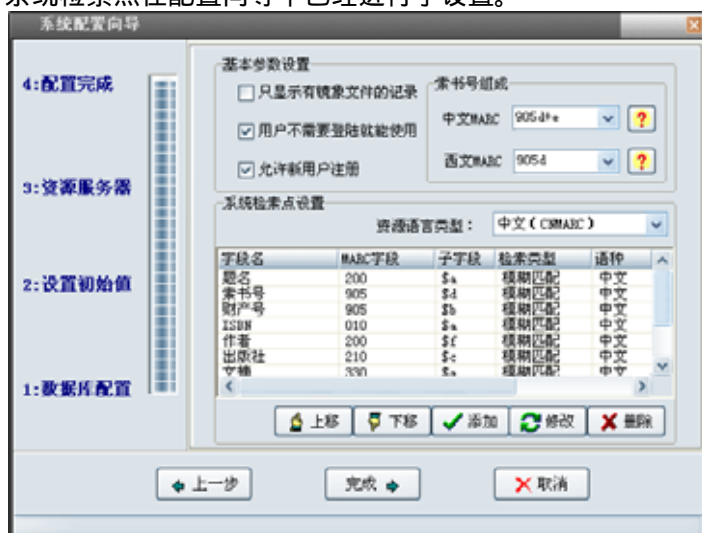 系统检索点在配置向导中已经进行了设置。
系统配置向导
4:配置完成
3:资源服务器
2:设置初始值
1:数据库配置
基本参数设置
只显示有镜象文件的记录
用户不需要登陆就能使用
允许新用户注册
索书号组成
中文MARC 905d^e ?
西文MARC 905d ?
系统检索点设置
资源语言类型: 中文(CNMARC)
字段名 MARC字段 子字段 检索类型 语种
题名 200 $a 模糊匹配 中文
索书号 905 $d 模糊匹配 中文
财产号 905 $b 模糊匹配 中文
ISBN 010 $a 模糊匹配 中文
作者 200 $f 模糊匹配 中文
出版社 210 $c 模糊匹配 中文
文摘 330 $a 模糊匹配 中文
上移 下移 添加 修改 删除
上一步 完成 取消